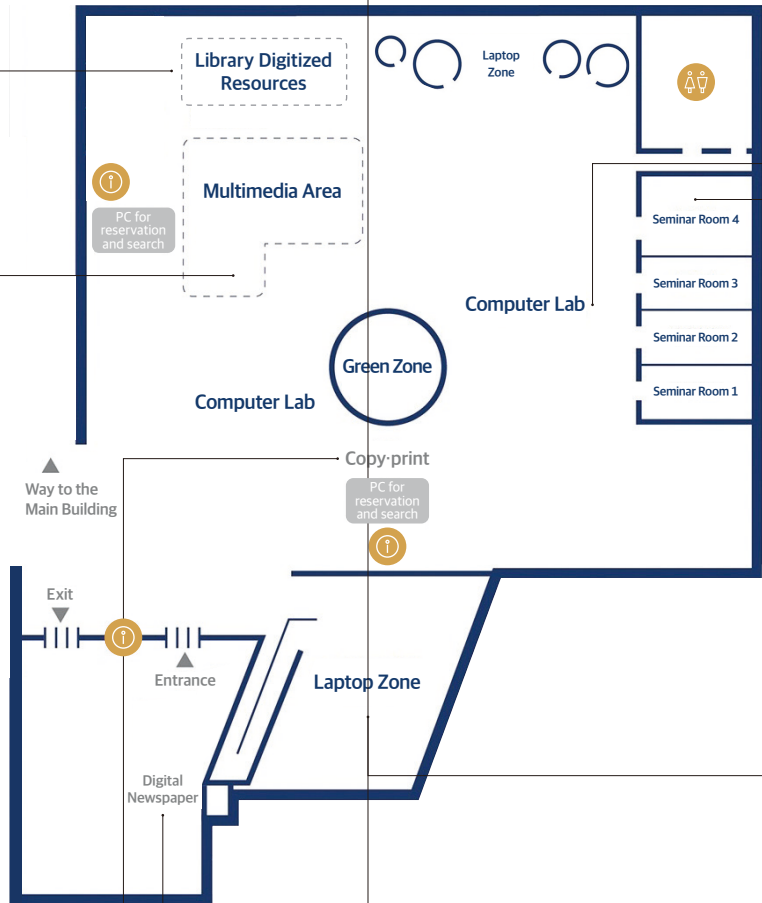 Library Digitized
Resources
Laptop
Zone
Multimedia Area
PC for
reservation
and search
Seminar Room 4
Seminar Room 3
Computer Lab
Seminar Room 2
Green Zone
Seminar Room 1
Computer Lab
Copy·print
PC for
reservation
and search
Way to the
Main Building
Exit
Entrance
Laptop Zone
Digital
Newspaper